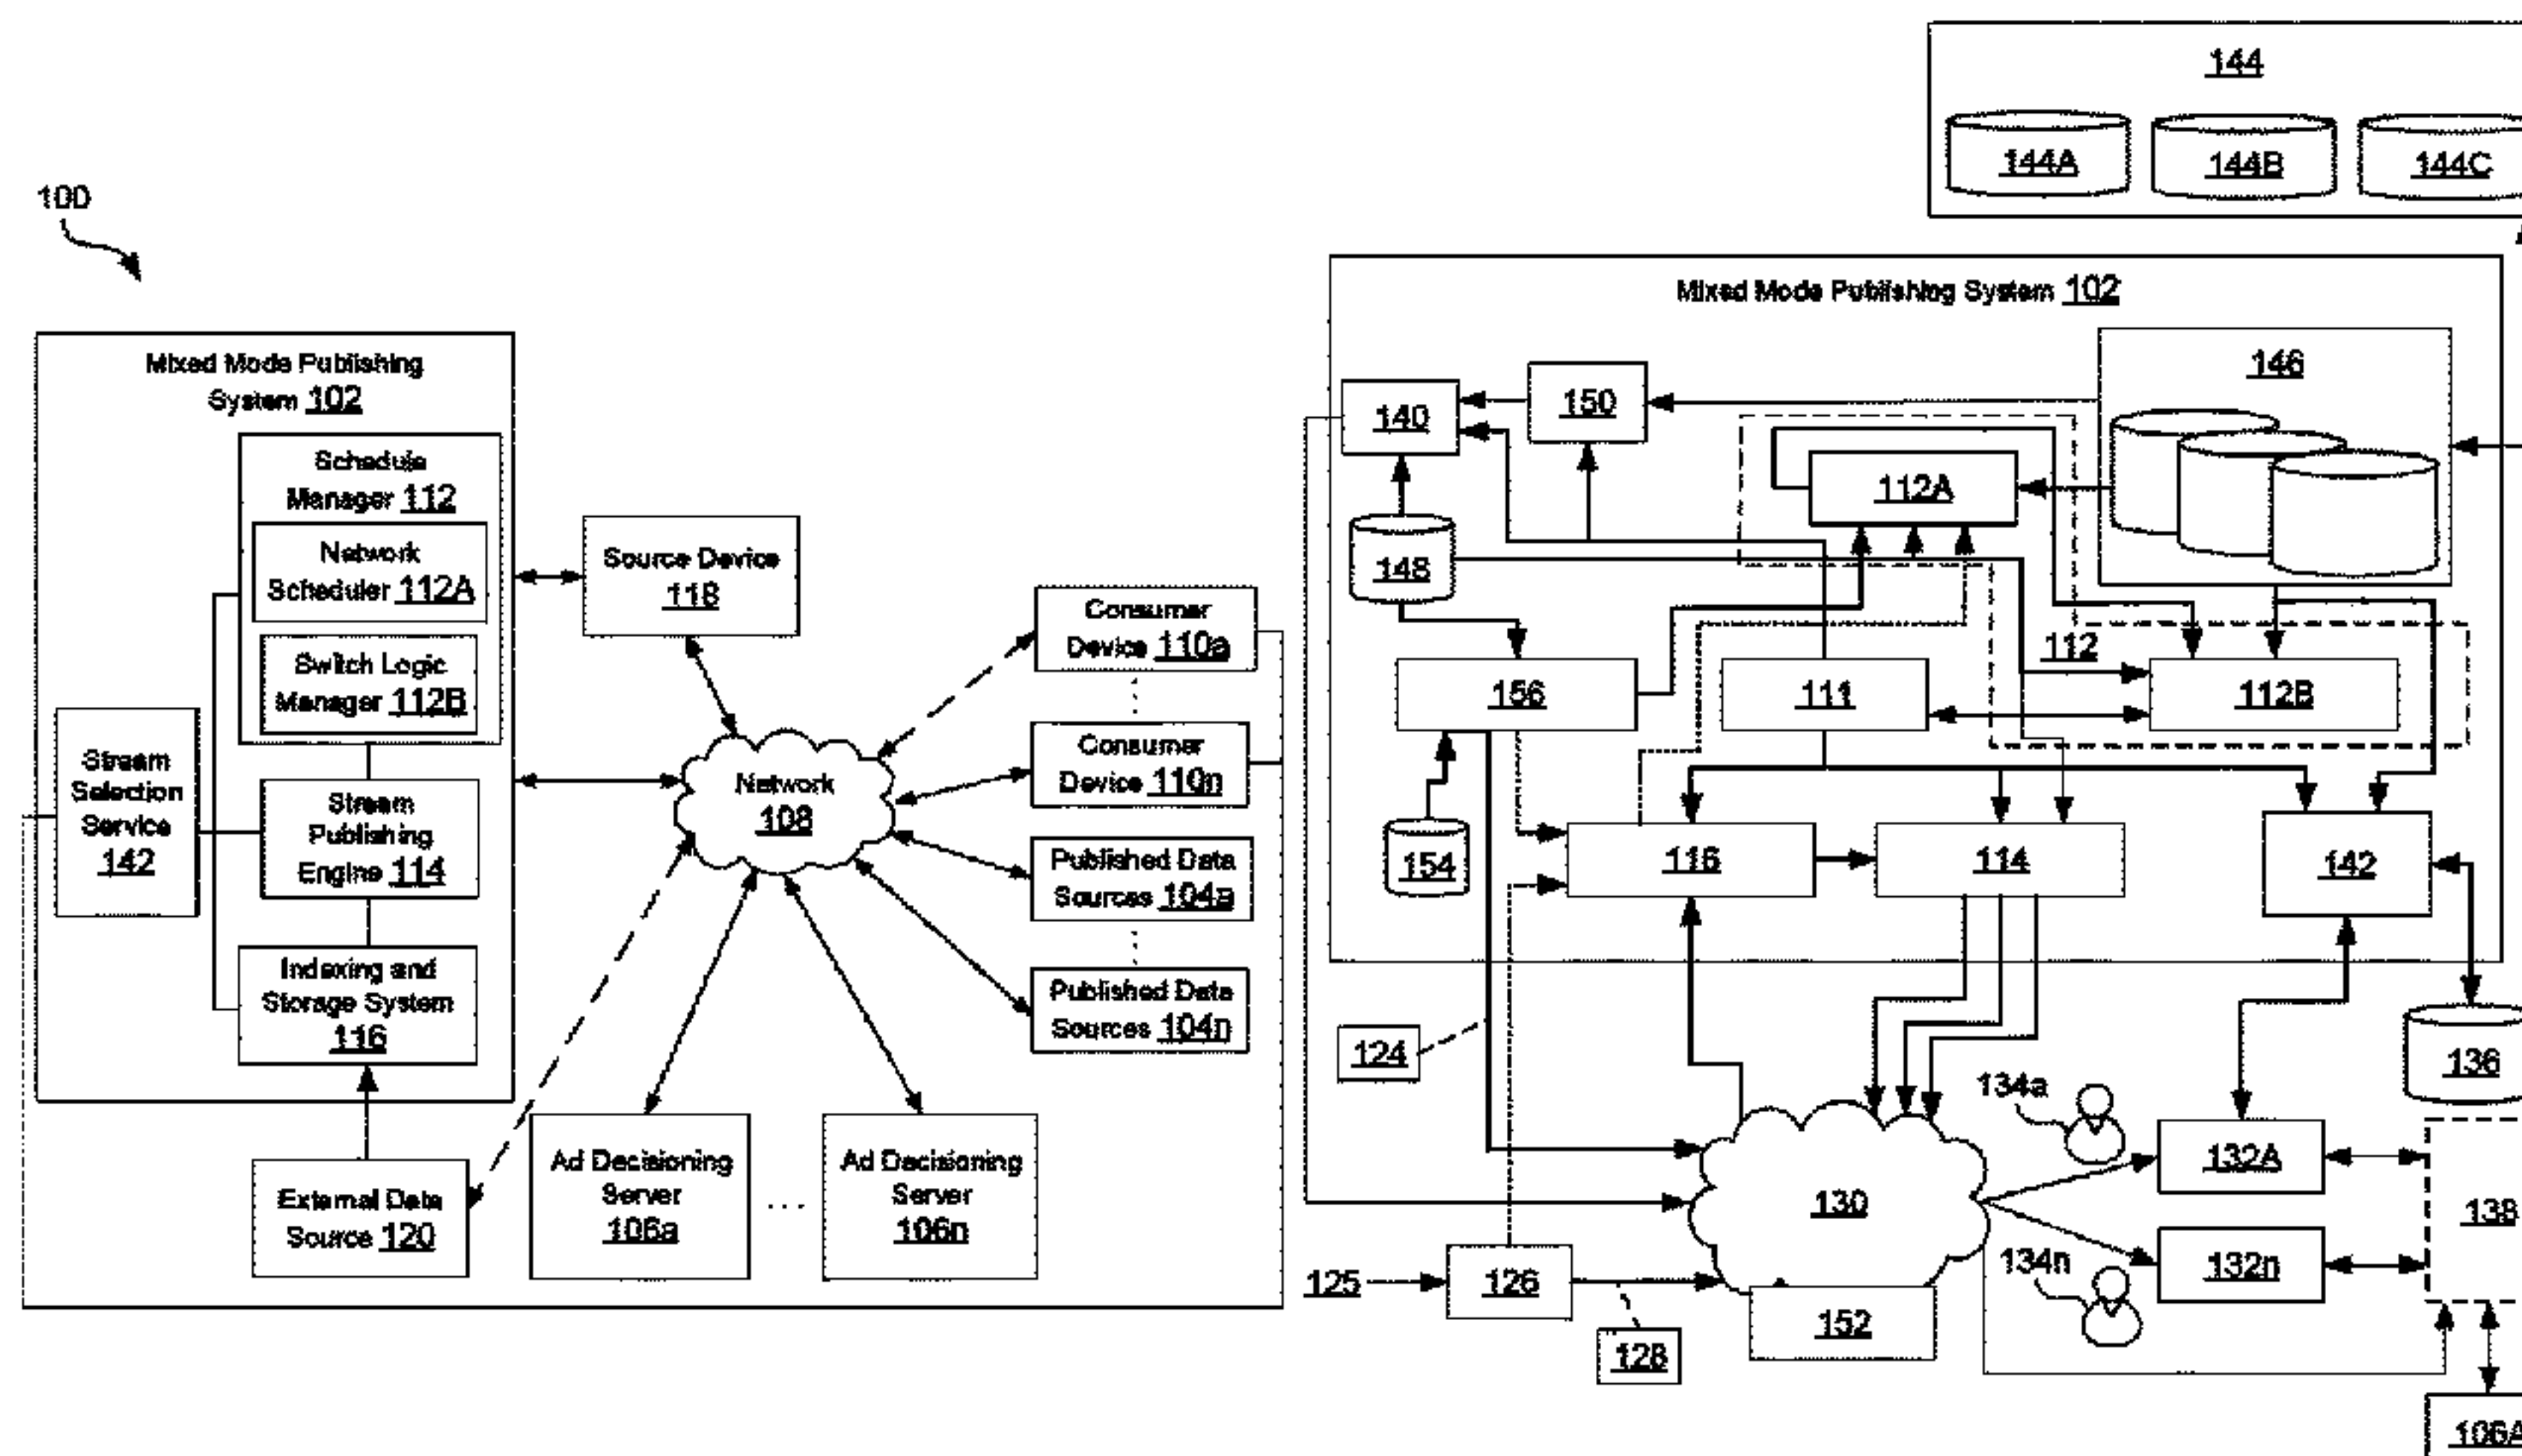 100
Mixed Mode Publishing
System 102
Schedule
Manager 112
Network
Scheduler 112A
Switch Logic
Manager 112B
Stream
Selection
Service
142
Stream
Publishing
Engine 114
Indexing and
Storage System
116
External Data
Source 120
Source Device
118
Network
108
Ad Decisioning
Server
106a
. . .
Ad Decisioning
Server
106n
Consumer
Device 110a
Consumer
Device 110n
Published Data
Sources 104a
Published Data
Sources 104n
144
144A
144B
144C
Mixed Mode Publishing System 102
146
140
150
112A
148
112
156
111
112B
154
116
114
142
124
136
134a
132A
130
138
134n
132n
125
126
152
128
106A